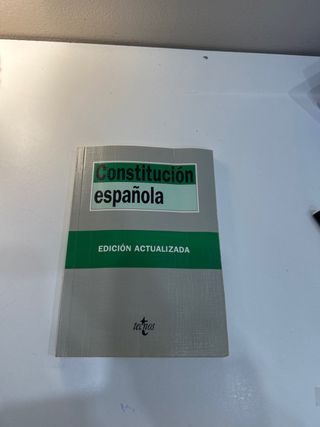 Constitución
española
EDICIÓN ACTUALIZADA
tecnos